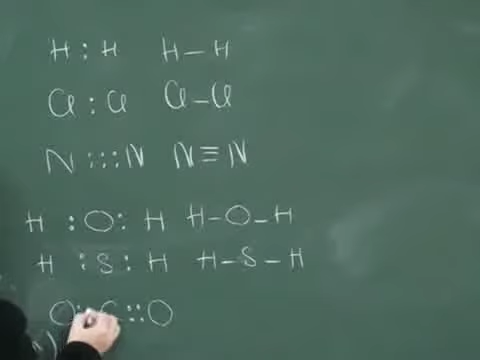 H : H H – H
Cl : Cl Cl – Cl
N ::: N N ≡ N
H : O : H H – O – H
H : S : H H – S – H
O :: C :: O